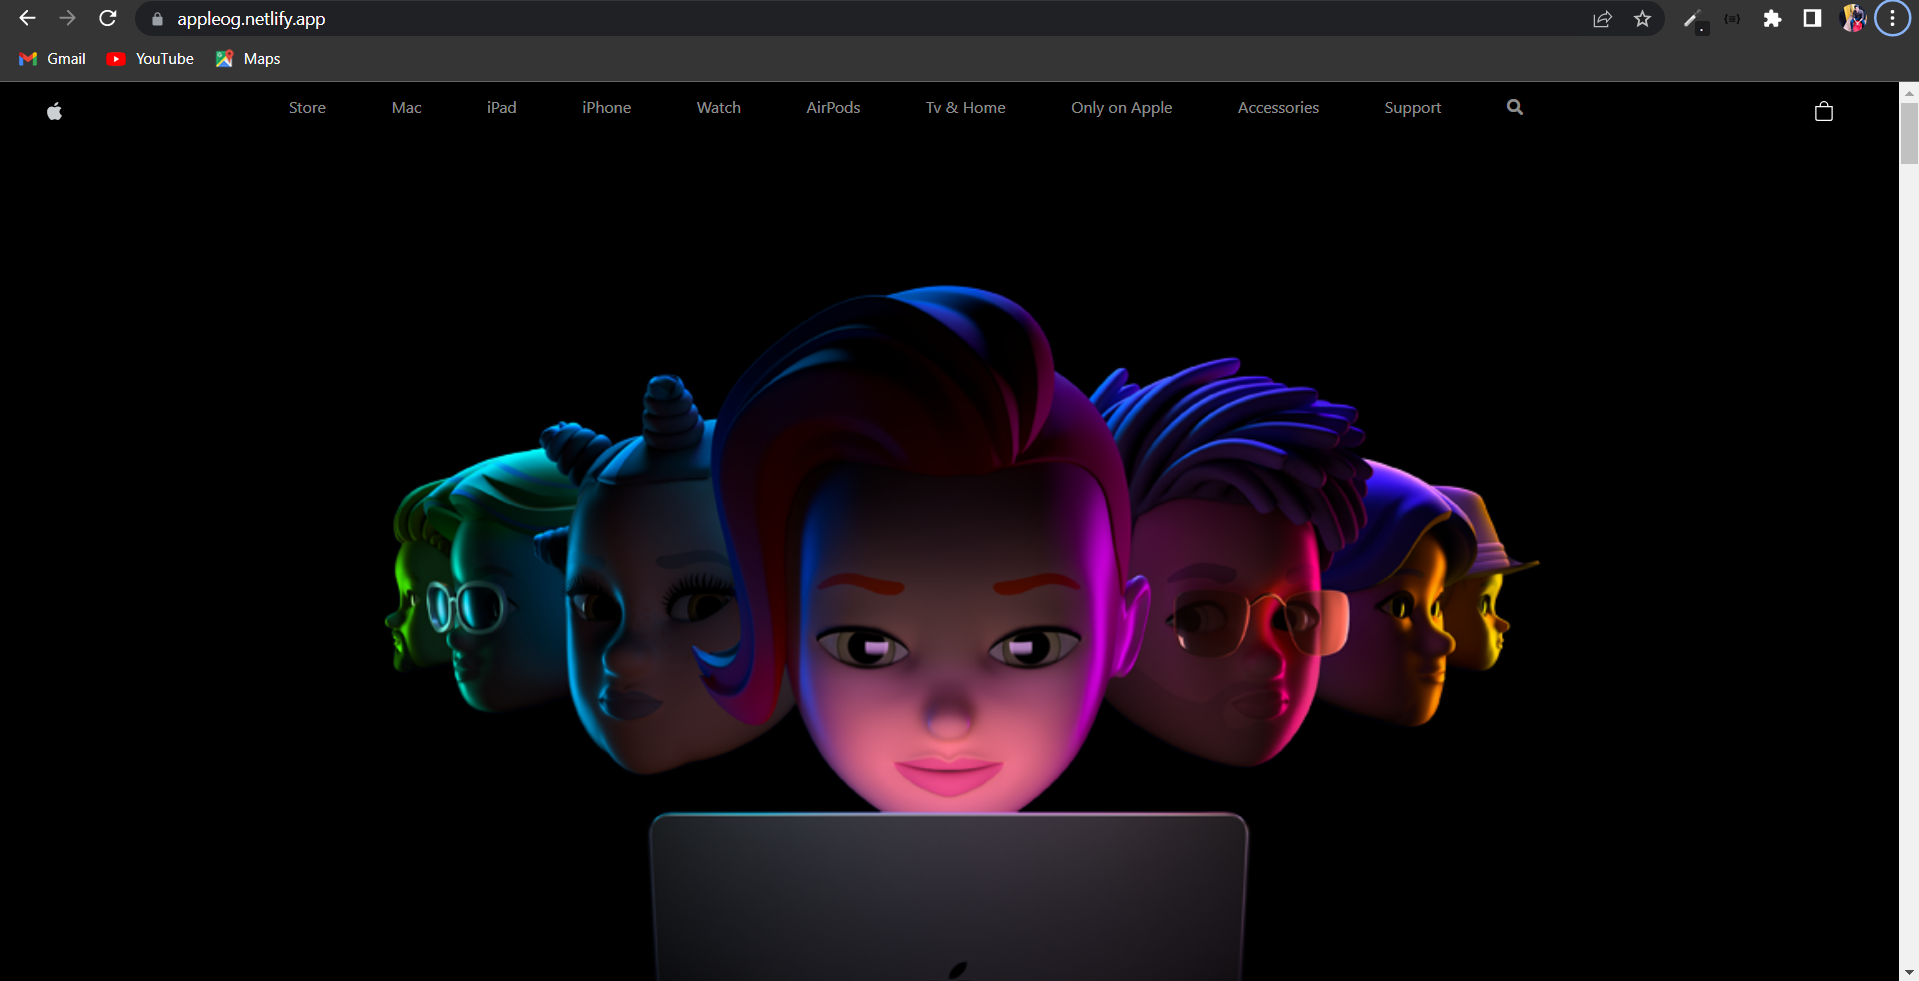 appleog.netlify.app
Gmail YouTube Maps
Store Mac iPad iPhone Watch AirPods Tv & Home Only on Apple Accessories Support